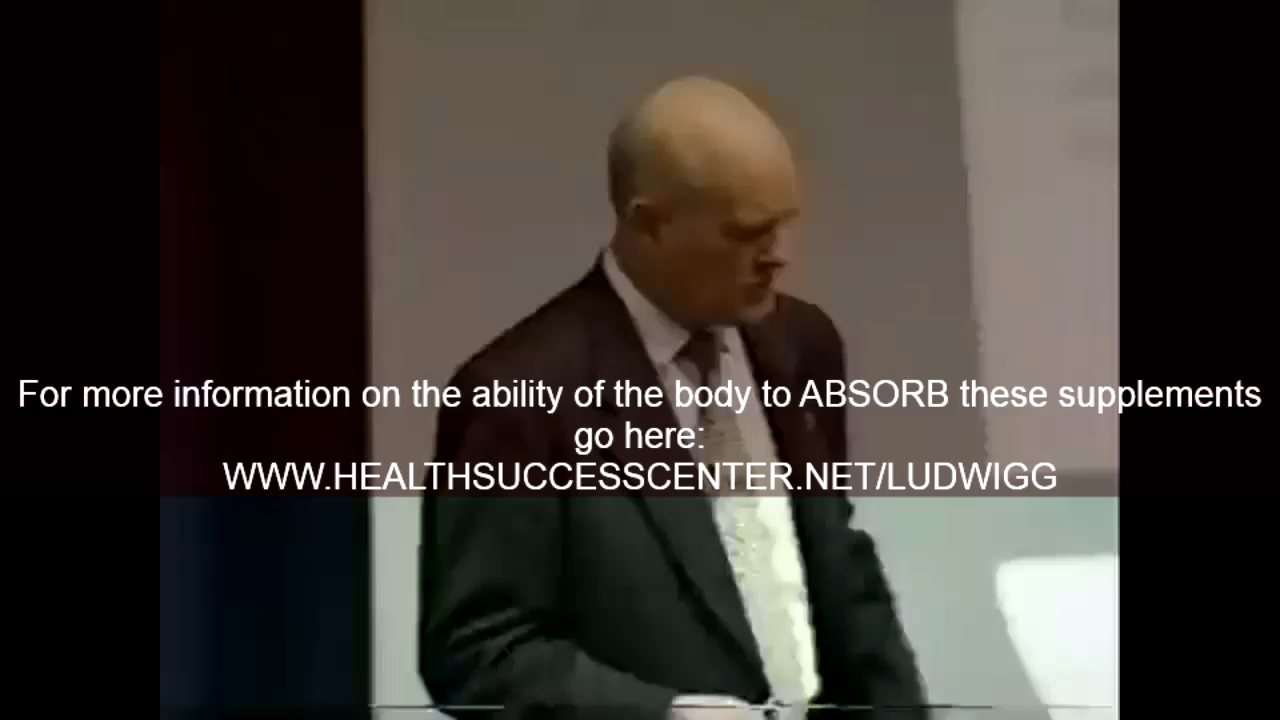 For more information on the ability of the body to ABSORB these supplements
go here:
WWW.HEALTHSUCCESSCENTER.NET/LUDWIGG